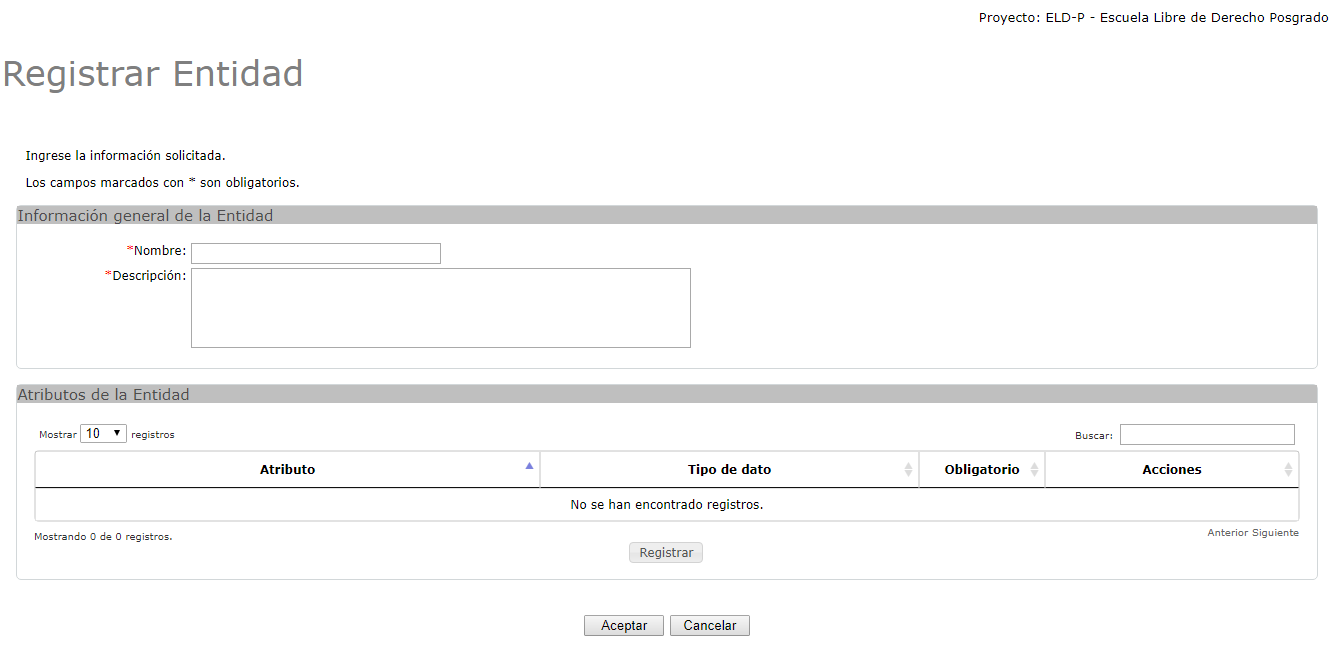 Proyecto: ELD-P - Escuela Libre de Derecho Posgrado
Registrar Entidad
Ingrese la información solicitada.
Los campos marcados con * son obligatorios.
Información general de la Entidad
*Nombre:
*Descripción:
Atributos de la Entidad
Mostrar 10 registros Buscar:
Atributo Tipo de dato Obligatorio Acciones
No se han encontrado registros.
Mostrando 0 de 0 registros. Anterior Siguiente
Registrar
Aceptar Cancelar